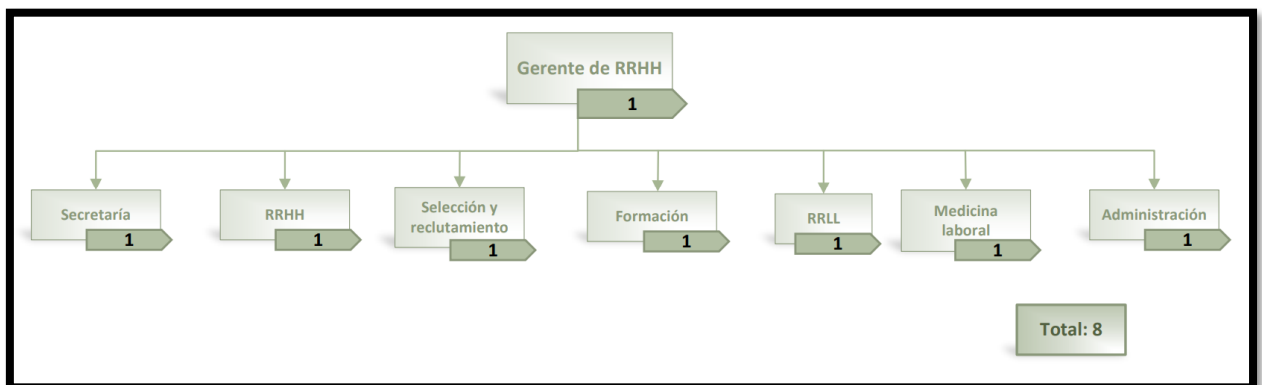 Gerente de RRHH
1
Secretaría
1
RRHH
1
Selección y
reclutamiento
1
Formación
1
RRLL
1
Medicina
laboral
1
Administración
1
Total: 8